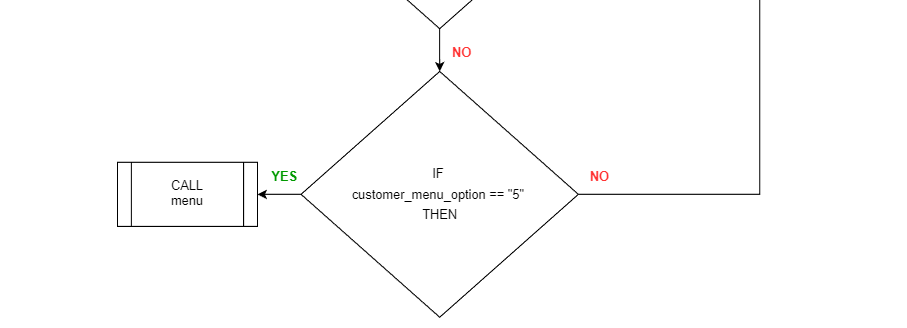 NO
YES
NO
CALL
menu
IF
customer_menu_option == "5"
THEN